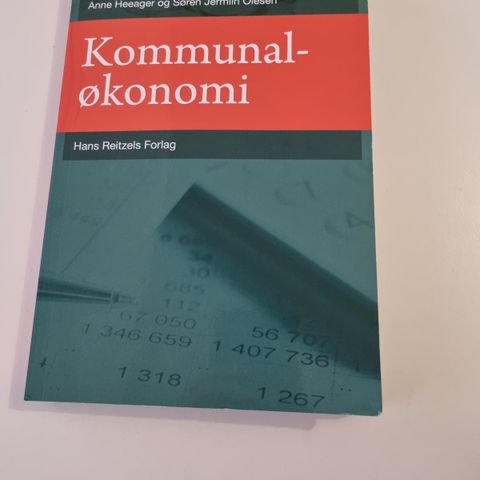 Anne Heeager og Søren Jermiin Olesen
Kommunal-
økonomi
Hans Reitzels Forlag
34
30
685
112
67 050
1 346 659
56 707
1 407 736
1 318
1 267